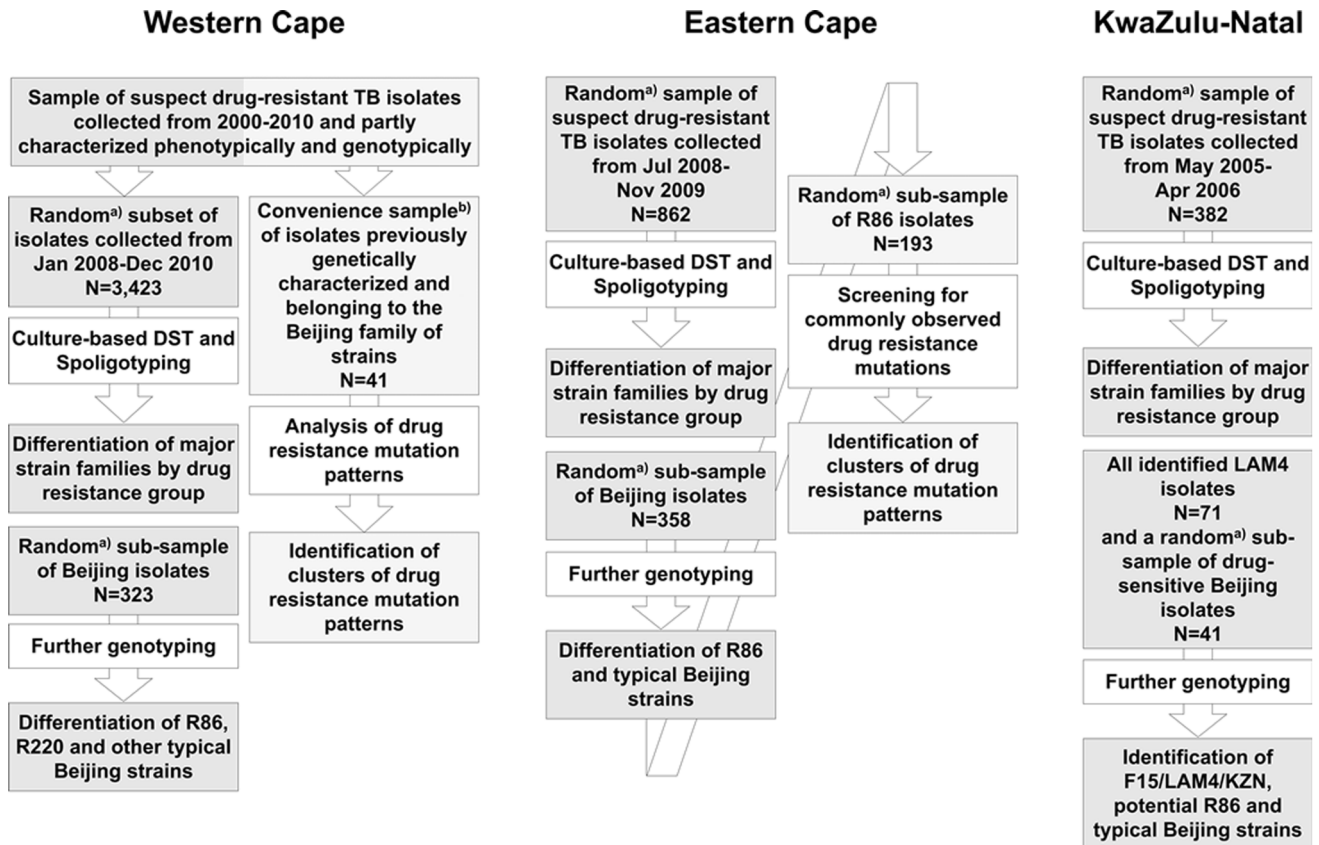 Western Cape
Sample of suspect drug-resistant TB isolates
collected from 2000-2010 and partly
characterized phenotypically and genotypically
Random a) subset of
isolates collected from
Jan 2008-Dec 2010
N=3,423
Culture-based DST and
Spoligotyping
Differentiation of major
strain families by drug
resistance group
Random a) sub-sample
of Beijing isolates
N=323
Further genotyping
Differentiation of R86,
R220 and other typical
Beijing strains
Convenience sample b)
of isolates previously
genetically
characterized and
belonging to the
Beijing family of
strains
N=41
Analysis of drug
resistance mutation
patterns
Identification of
clusters of drug
resistance mutation
patterns
Eastern Cape
Random a) sample of
suspect drug-resistant
TB isolates collected
from Jul 2008-
Nov 2009
N=862
Culture-based DST and
Spoligotyping
Differentiation of major
strain families by drug
resistance group
Random a) sub-sample
of Beijing isolates
N=358
Further genotyping
Differentiation of R86
and typical Beijing
strains
Random a) sub-sample
of R86 isolates
N=193
Screening for
commonly observed
drug resistance
mutations
Identification of
clusters of drug
resistance mutation
patterns
KwaZulu-Natal
Random a) sample of
suspect drug-resistant
TB isolates collected
from May 2005-
Apr 2006
N=382
Culture-based DST and
Spoligotyping
Differentiation of major
strain families by drug
resistance group
All identified LAM4
isolates
N=71
and a random a) sub-
sample of drug-
sensitive Beijing
isolates
N=41
Further genotyping
Identification of
F15/LAM4/KZN,
potential R86 and
typical Beijing strains